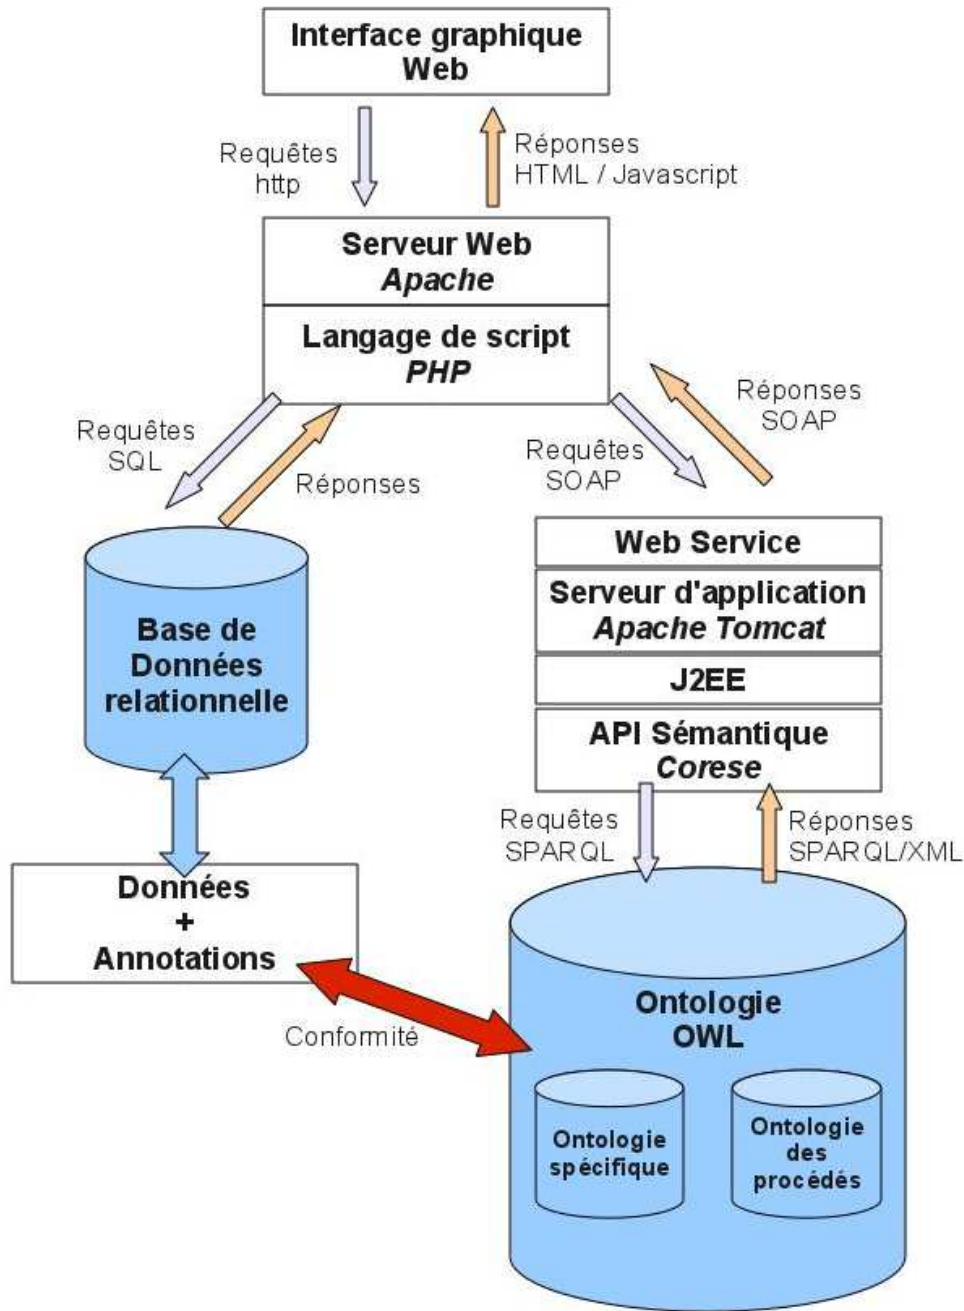 Interface graphique
Web
Requêtes
http
Réponses
HTML / Javascript
Serveur Web
Apache
Langage de script
PHP
Requêtes
SQL
Réponses
Requêtes
SOAP
Réponses
SOAP
Base de
Données
relationnelle
Web Service
Serveur d'application
Apache Tomcat
J2EE
API Sémantique
Corese
Requêtes
SPARQL
Réponses
SPARQL/XML
Données
+
Annotations
Conformité
Ontologie
OWL
Ontologie
spécifique
Ontologie
des
procédés